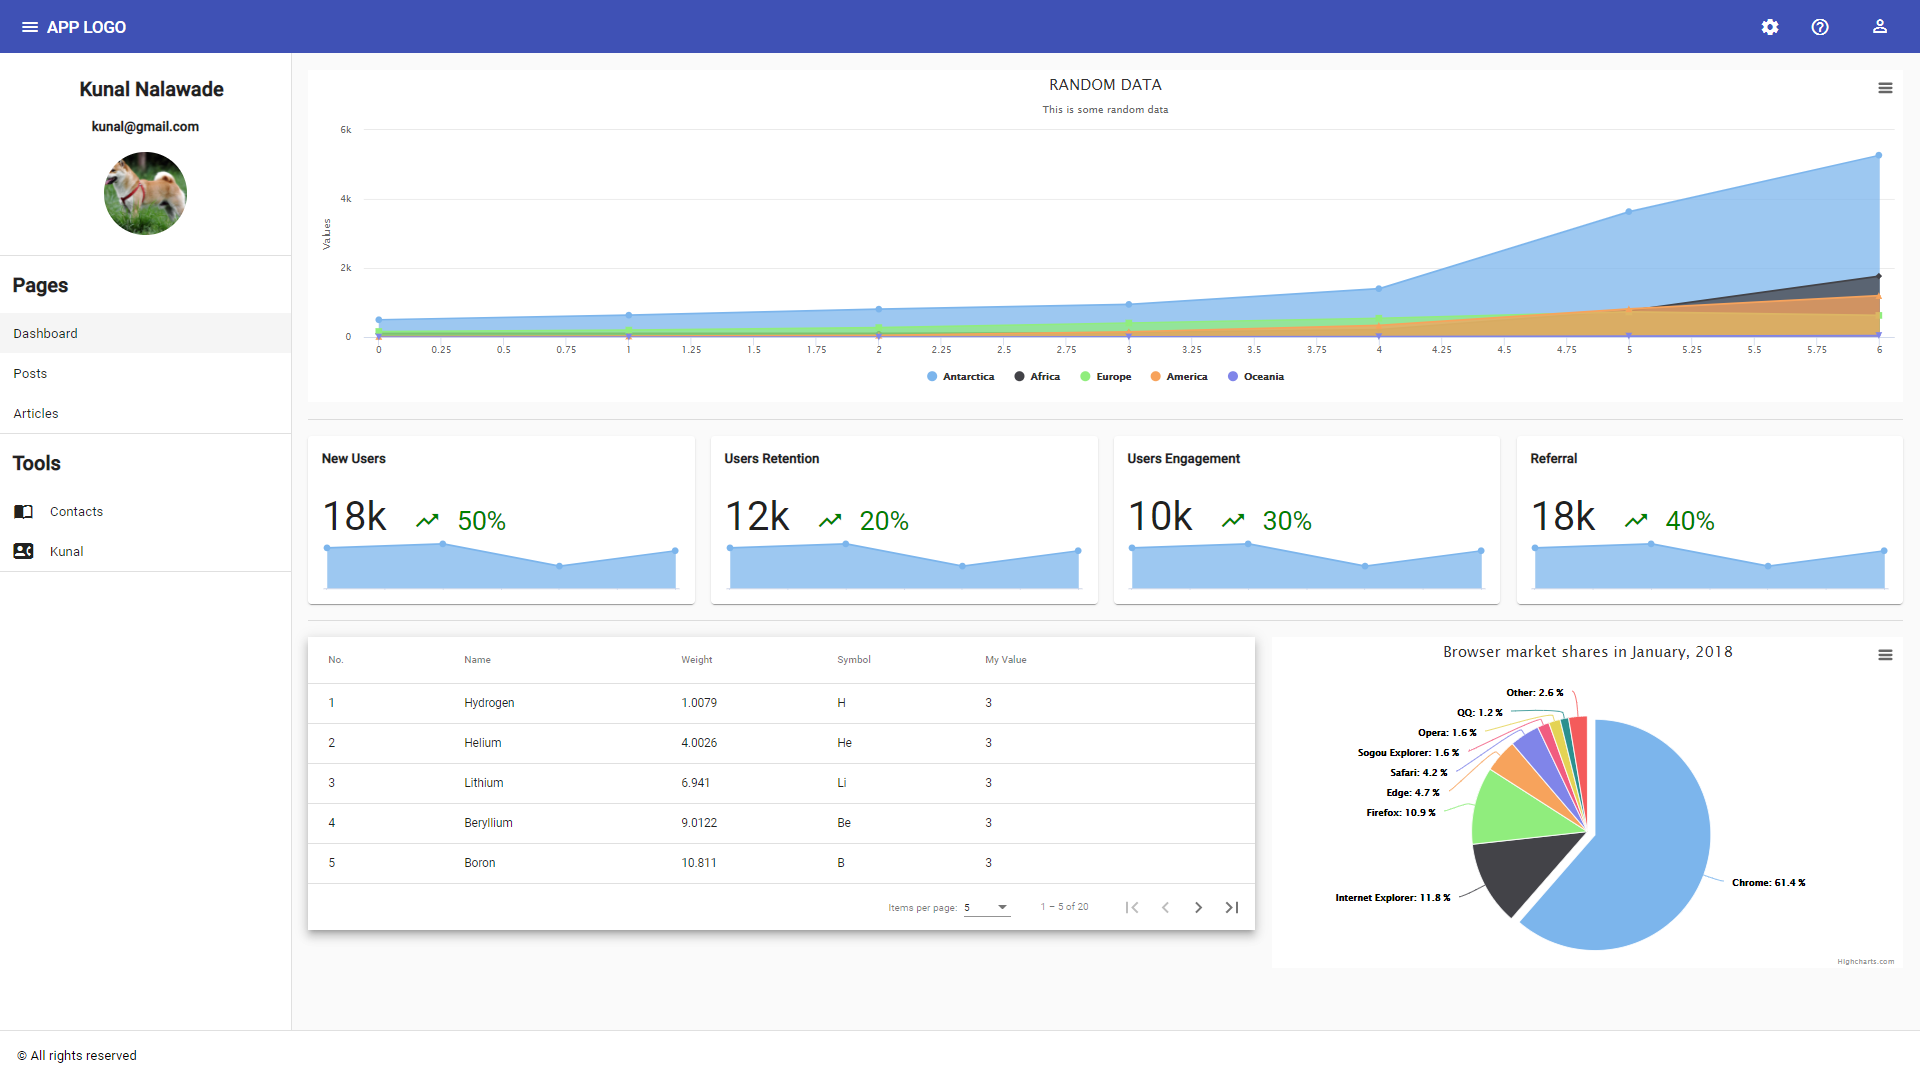 APP LOGO
Kunal Nalawade
kunal@gmail.com
Pages
Dashboard
Posts
Articles
Tools
Contacts
Kunal
RANDOM DATA
This is some random data
Values
6k
4k
2k
0
0 0.25 0.5 0.75 1 1.25 1.5 1.75 2 2.25 2.5 2.75 3 3.25 3.5 3.75 4 4.25 4.5 4.75 5 5.25 5.5 5.75 6
Antarctica Africa Europe America Oceania
New Users
18k 50%
Users Retention
12k 20%
Users Engagement
10k 30%
Referral
18k 40%
No. Name Weight Symbol My Value
1 Hydrogen 1.0079 H 3
2 Helium 4.0026 He 3
3 Lithium 6.941 Li 3
4 Beryllium 9.0122 Be 3
5 Boron 10.811 B 3
Items per page: 5 1 – 5 of 20
Browser market shares in January, 2018
Other: 2.6 %
QQ: 1.2 %
Opera: 1.6 %
Sogou Explorer: 1.6 %
Safari: 4.2 %
Edge: 4.7 %
Firefox: 10.9 %
Chrome: 61.4 %
Internet Explorer: 11.8 %
Highcharts.com
© All rights reserved